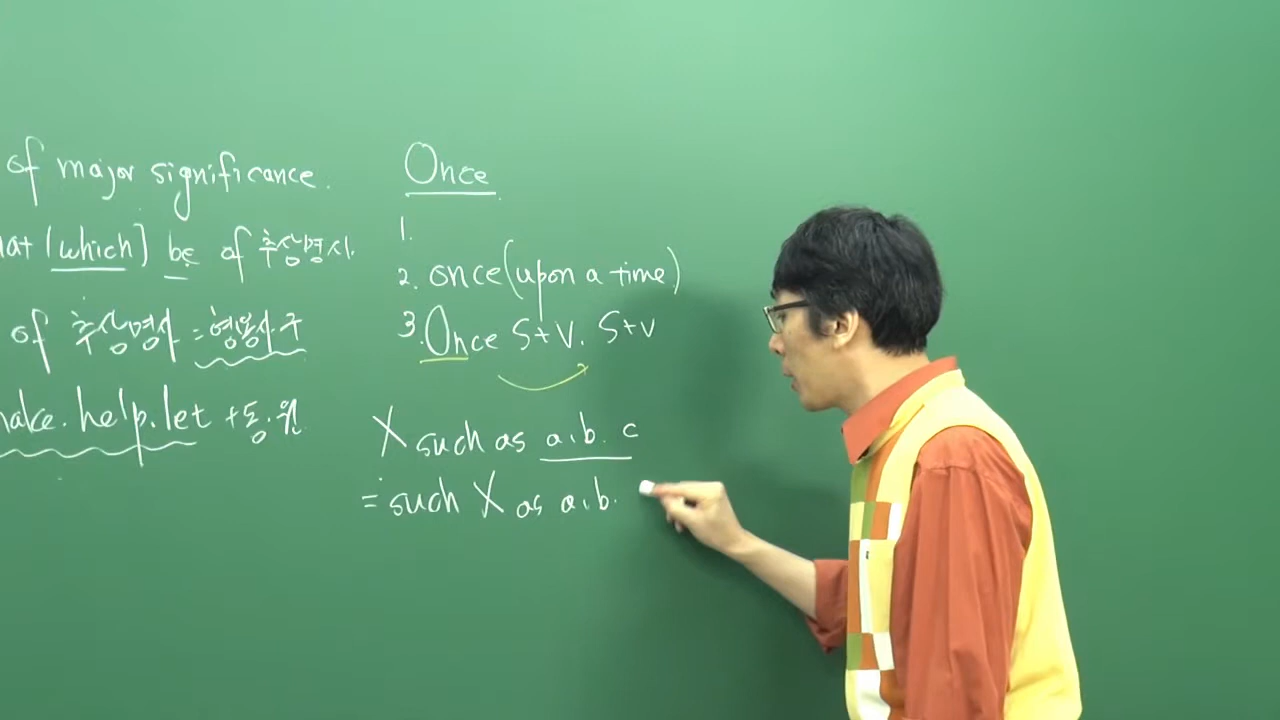 of major significance.
at (which) be of 추상명사.
of 추상명사 = 형용사구
make. help. let + 동.원
Once
1.
2. once (upon a time)
3. Once S+V. S+V
X such as a, b. c
= such X as a, b.